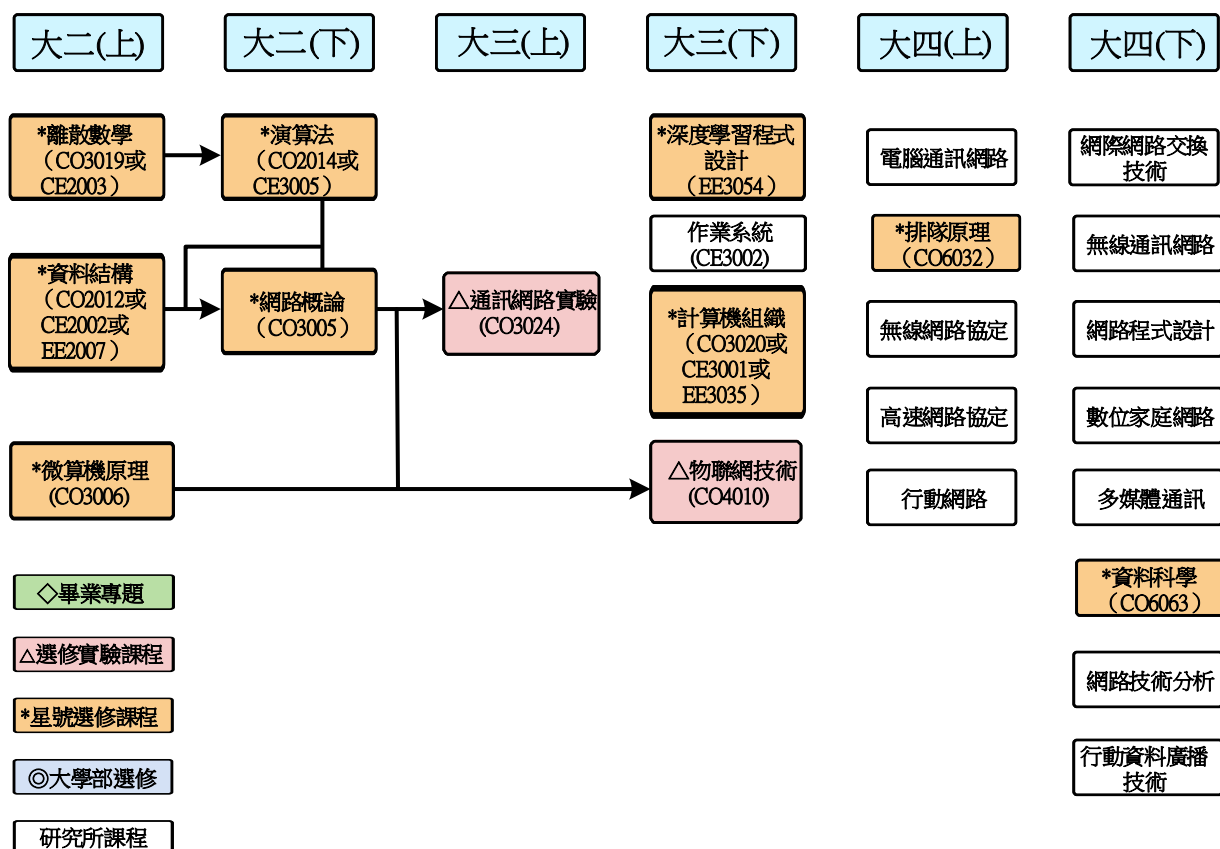 大二(上)
大二(下)
大三(上)
大三(下)
大四(上)
大四(下)
*離散數學
（CO3019或
CE2003）
*資料結構
（CO2012或
CE2002或
EE2007）
*微算機原理
(CO3006)
*演算法
（CO2014或
CE3005）
*網路概論
（CO3005）
△通訊網路實驗
(CO3024)
*深度學習程式
設計
（EE3054）
作業系統
(CE3002)
*計算機組織
（CO3020或
CE3001或
EE3035）
△物聯網技術
(CO4010)
電腦通訊網路
*排隊原理
（CO6032）
無線網路協定
高速網路協定
行動網路
網際網路交換
技術
無線通訊網路
網路程式設計
數位家庭網路
多媒體通訊
*資料科學
（CO6063）
網路技術分析
行動資料廣播
技術
◇畢業專題
△選修實驗課程
*星號選修課程
◎大學部選修
研究所課程